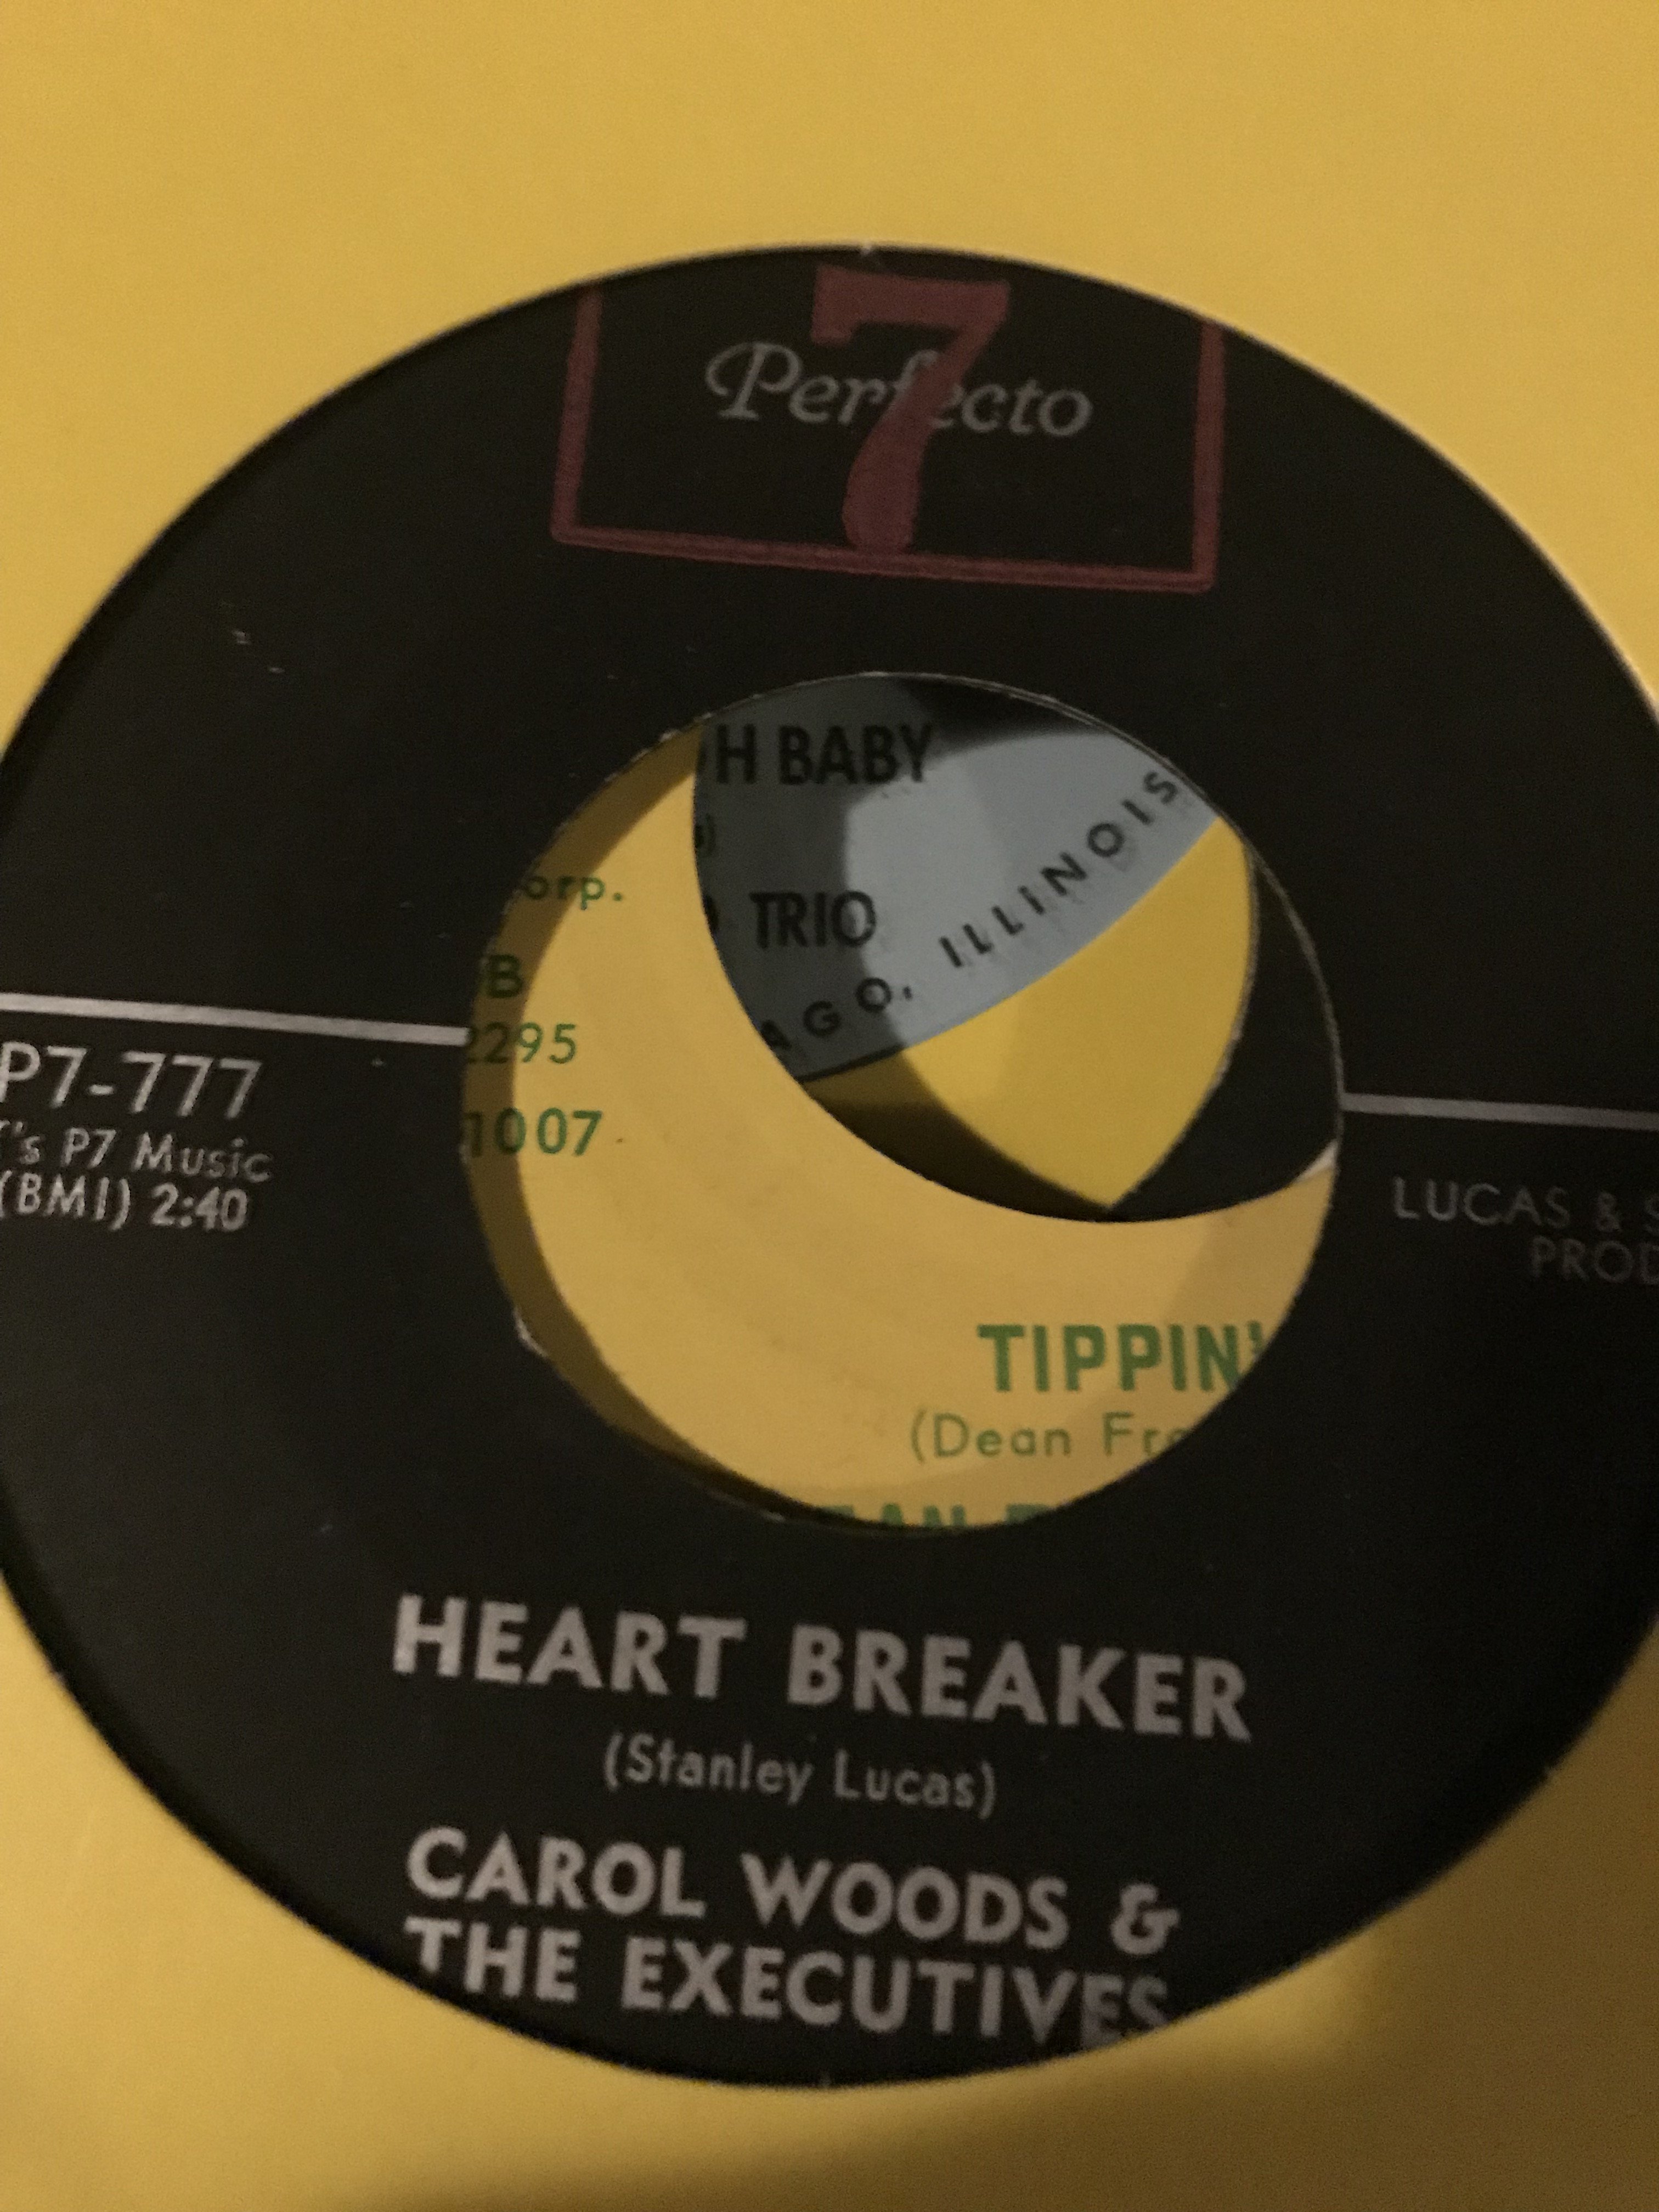 7
Perfecto
H BABY
TRIO
AGO, ILLINOIS
orp.
B
2295
1007
P7-777
's P7 Music
(BMI) 2:40
LUCAS & S
PROD
TIPPIN'
(Dean Fra
HEART BREAKER
(Stanley Lucas)
CAROL WOODS &
THE EXECUTIVES